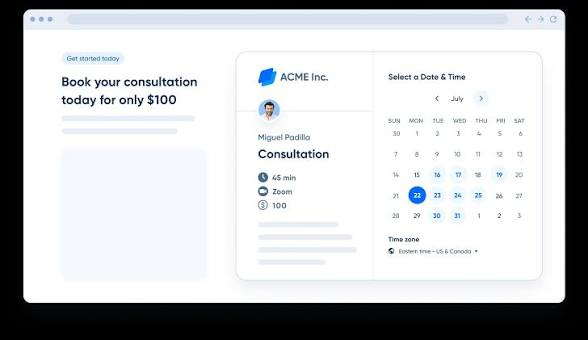 Get started today
Book your consultation
today for only $100
ACME Inc.
Miguel Padilla
Consultation
45 min
Zoom
100
Select a Date & Time
July
SUN MON TUE WED THU FRI SAT
30 1 2 3 4 5 6
7 8 9 10 11 12 13
14 15 16 17 18 19 20
21 22 23 24 25 26 27
28 29 30 31 1 2 3
Time zone
Eastern time - US & Canada